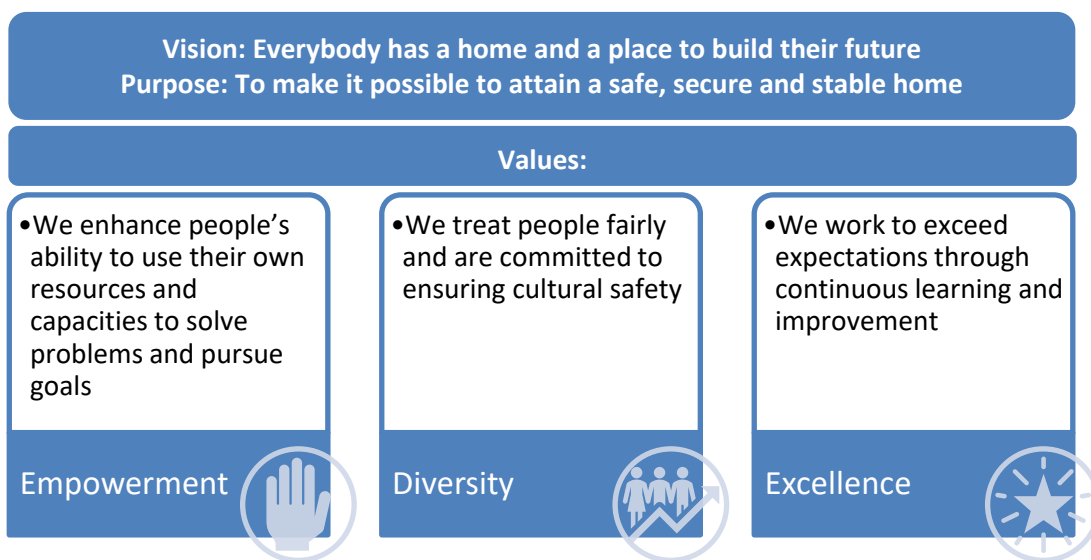 Vision: Everybody has a home and a place to build their future
Purpose: To make it possible to attain a safe, secure and stable home
Values:
•We enhance people’s
ability to use their own
resources and
capacities to solve
problems and pursue
goals
Empowerment
•We treat people fairly
and are committed to
ensuring cultural safety
Diversity
•We work to exceed
expectations through
continuous learning and
improvement
Excellence